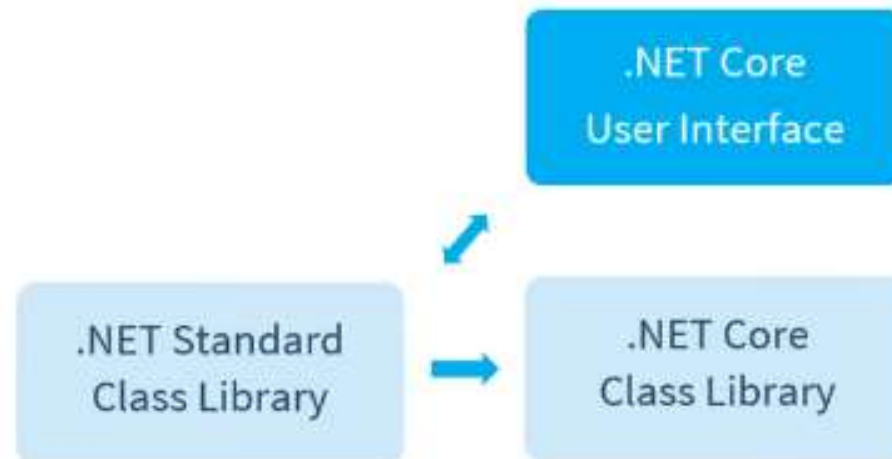 .NET Core
User Interface
.NET Standard
Class Library
.NET Core
Class Library